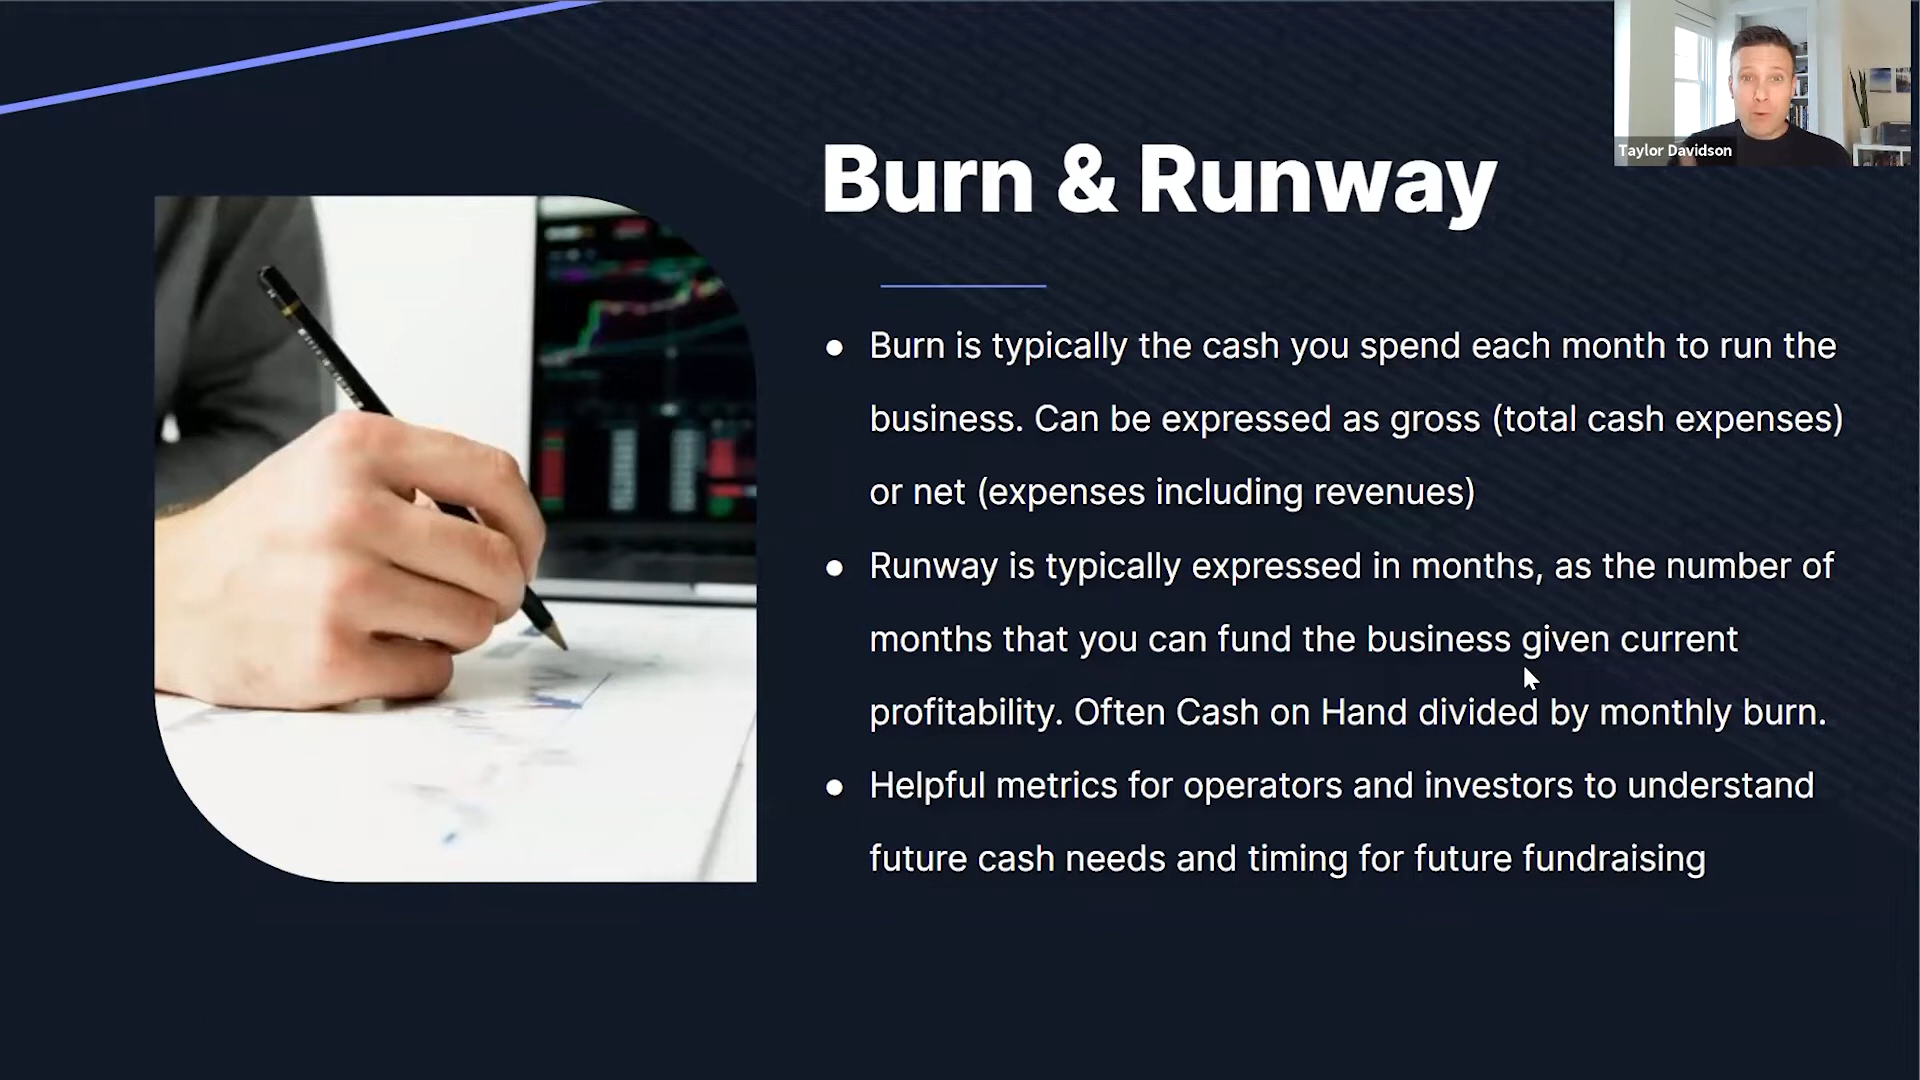 Taylor Davidson
Burn & Runway
● Burn is typically the cash you spend each month to run the
business. Can be expressed as gross (total cash expenses)
or net (expenses including revenues)
● Runway is typically expressed in months, as the number of
months that you can fund the business given current
profitability. Often Cash on Hand divided by monthly burn.
● Helpful metrics for operators and investors to understand
future cash needs and timing for future fundraising